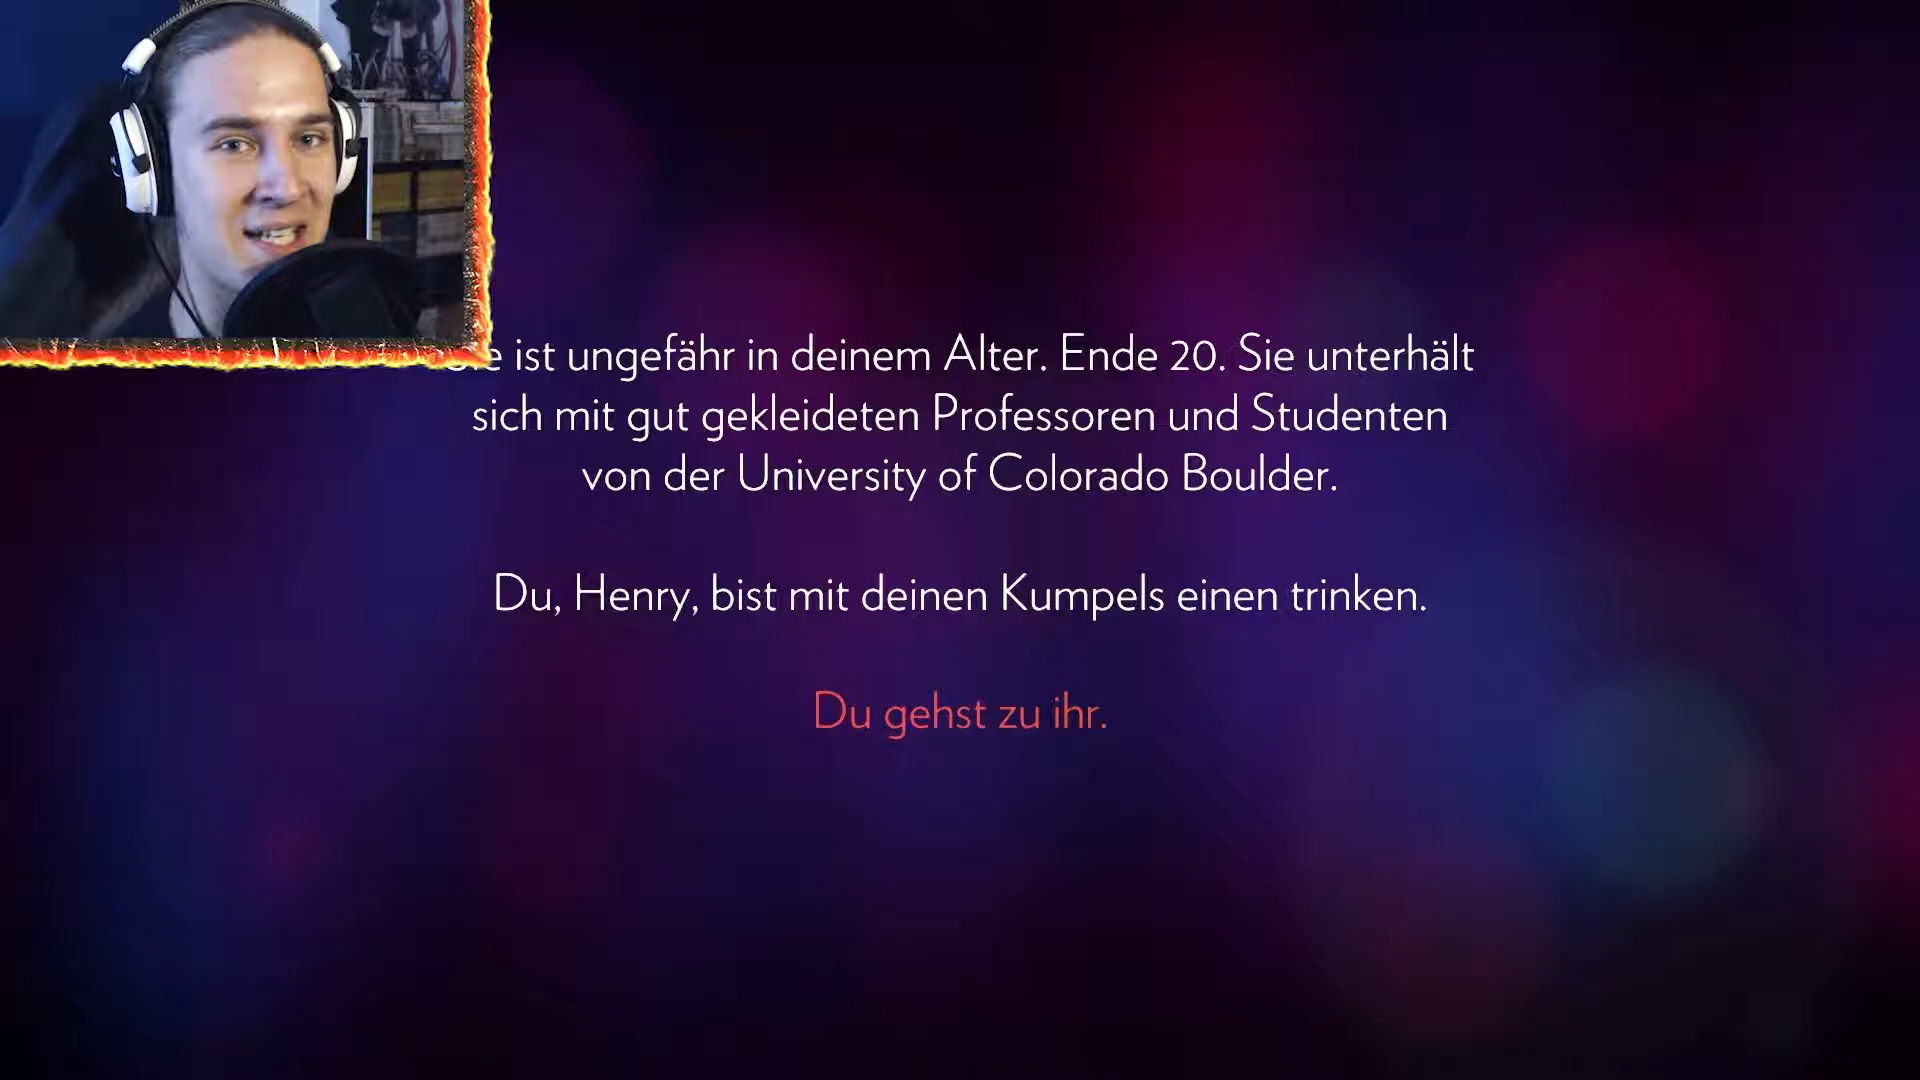 ist ungefähr in deinem Alter. Ende 20. Sie unterhält
sich mit gut gekleideten Professoren und Studenten
von der University of Colorado Boulder.
Du, Henry, bist mit deinen Kumpels einen trinken.
Du gehst zu ihr.